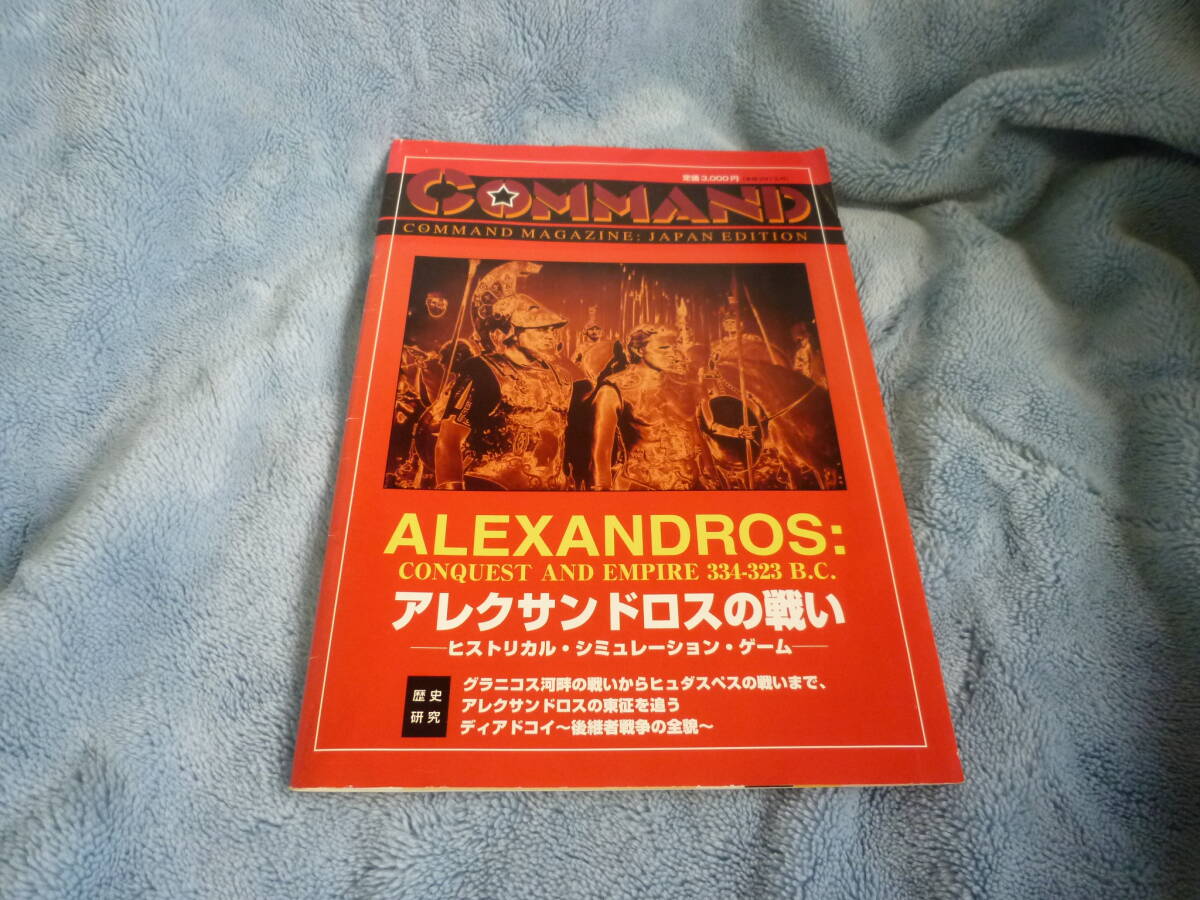 定価3,000円
COMMAND
COMMAND MAGAZINE: JAPAN EDITION
ALEXANDROS:
CONQUEST AND EMPIRE 334-323 B.C.
アレクサンドロスの戦い
——ヒストリカル・シミュレーション・ゲーム——
歴史
研究
グラニコス河畔の戦いからヒュダスペスの戦いまで、
アレクサンドロスの東征を追う
ディアドコイ〜後継者戦争の全貌〜